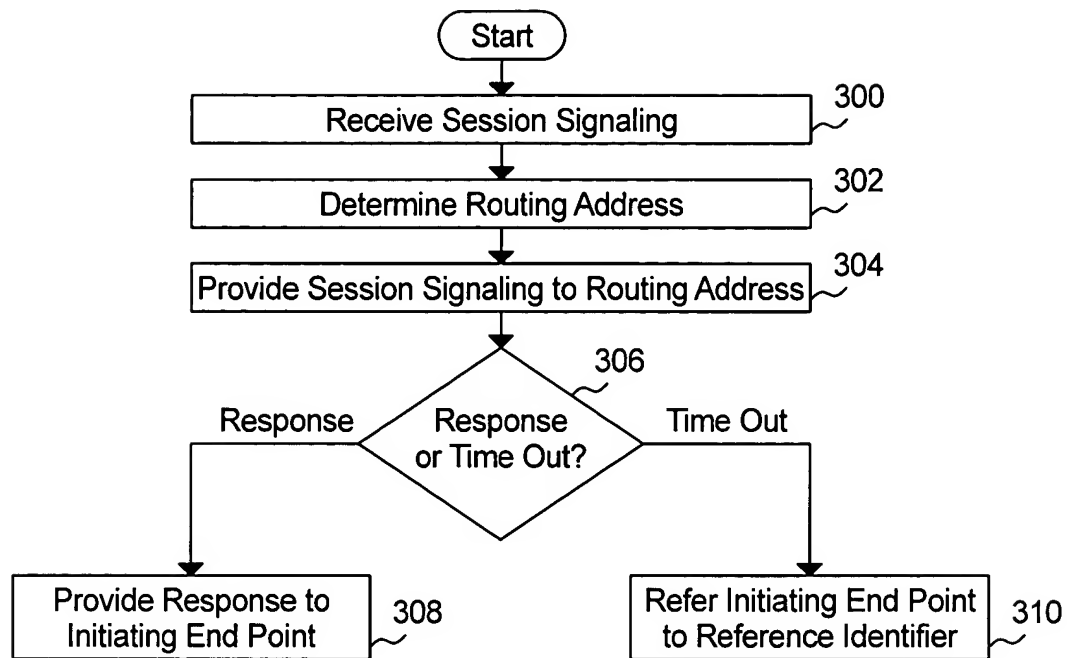 Start
Receive Session Signaling
300
Determine Routing Address
302
Provide Session Signaling to Routing Address
304
306
Response
Response
or Time Out?
Time Out
Provide Response to
Initiating End Point
308
Refer Initiating End Point
to Reference Identifier
310